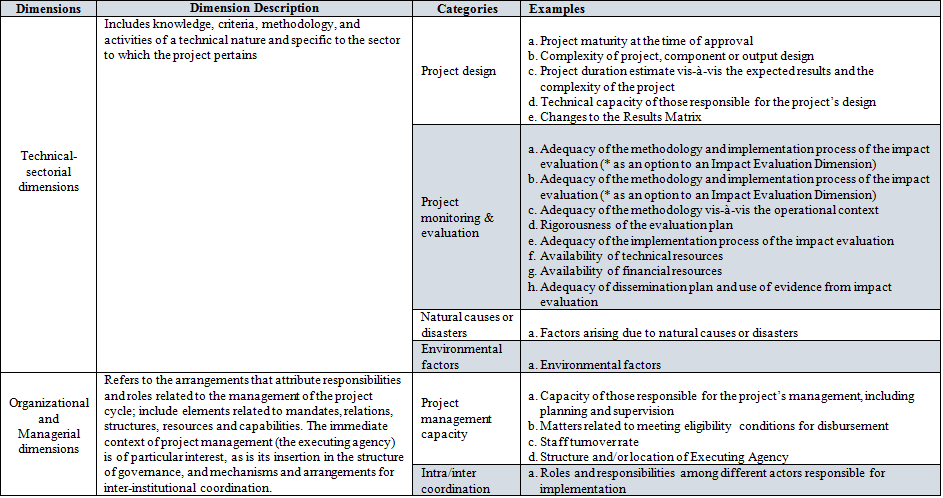 Dimensions
Dimension Description
Categories
Examples
Technical-
sectorial
dimensions
Includes knowledge, criteria, methodology, and
activities of a technical nature and specific to the sector
to which the project pertains
Project design
a. Project maturity at the time of approval
b. Complexity of project, component or output design
c. Project duration estimate vis-à-vis the expected results and the
complexity of the project
d. Technical capacity of those responsible for the project's design
e. Changes to the Results Matrix
Project
monitoring &
evaluation
a. Adequacy of the methodology and implementation process of the impact
evaluation (* as an option to an Impact Evaluation Dimension)
b. Adequacy of the methodology and implementation process of the impact
evaluation (* as an option to an Impact Evaluation Dimension)
c. Adequacy of the methodology vis-à-vis the operational context
d. Rigorousness of the evaluation plan
e. Adequacy of the implementation process of the impact evaluation
f. Availability of technical resources
g. Availability of financial resources
h. Adequacy of dissemination plan and use of evidence from impact
evaluation
Natural causes or
disasters
a. Factors arising due to natural causes or disasters
Environmental
factors
a. Environmental factors
Organizational
and
Managerial
dimensions
Refers to the arrangements that attribute responsibilities
and roles related to the management of the project
cycle; include elements related to mandates, relations,
structures, resources and capabilities. The immediate
context of project management (the executing agency)
is of particular interest, as is its insertion in the structure
of governance, and mechanisms and arrangements for
inter-institutional coordination.
Project
management
capacity
a. Capacity of those responsible for the project's management, including
planning and supervision
b. Matters related to meeting eligibility conditions for disbursement
c. Staff turnover rate
d. Structure and/or location of Executing Agency
Intra/inter
coordination
a. Roles and responsibilities among different actors responsible for
implementation